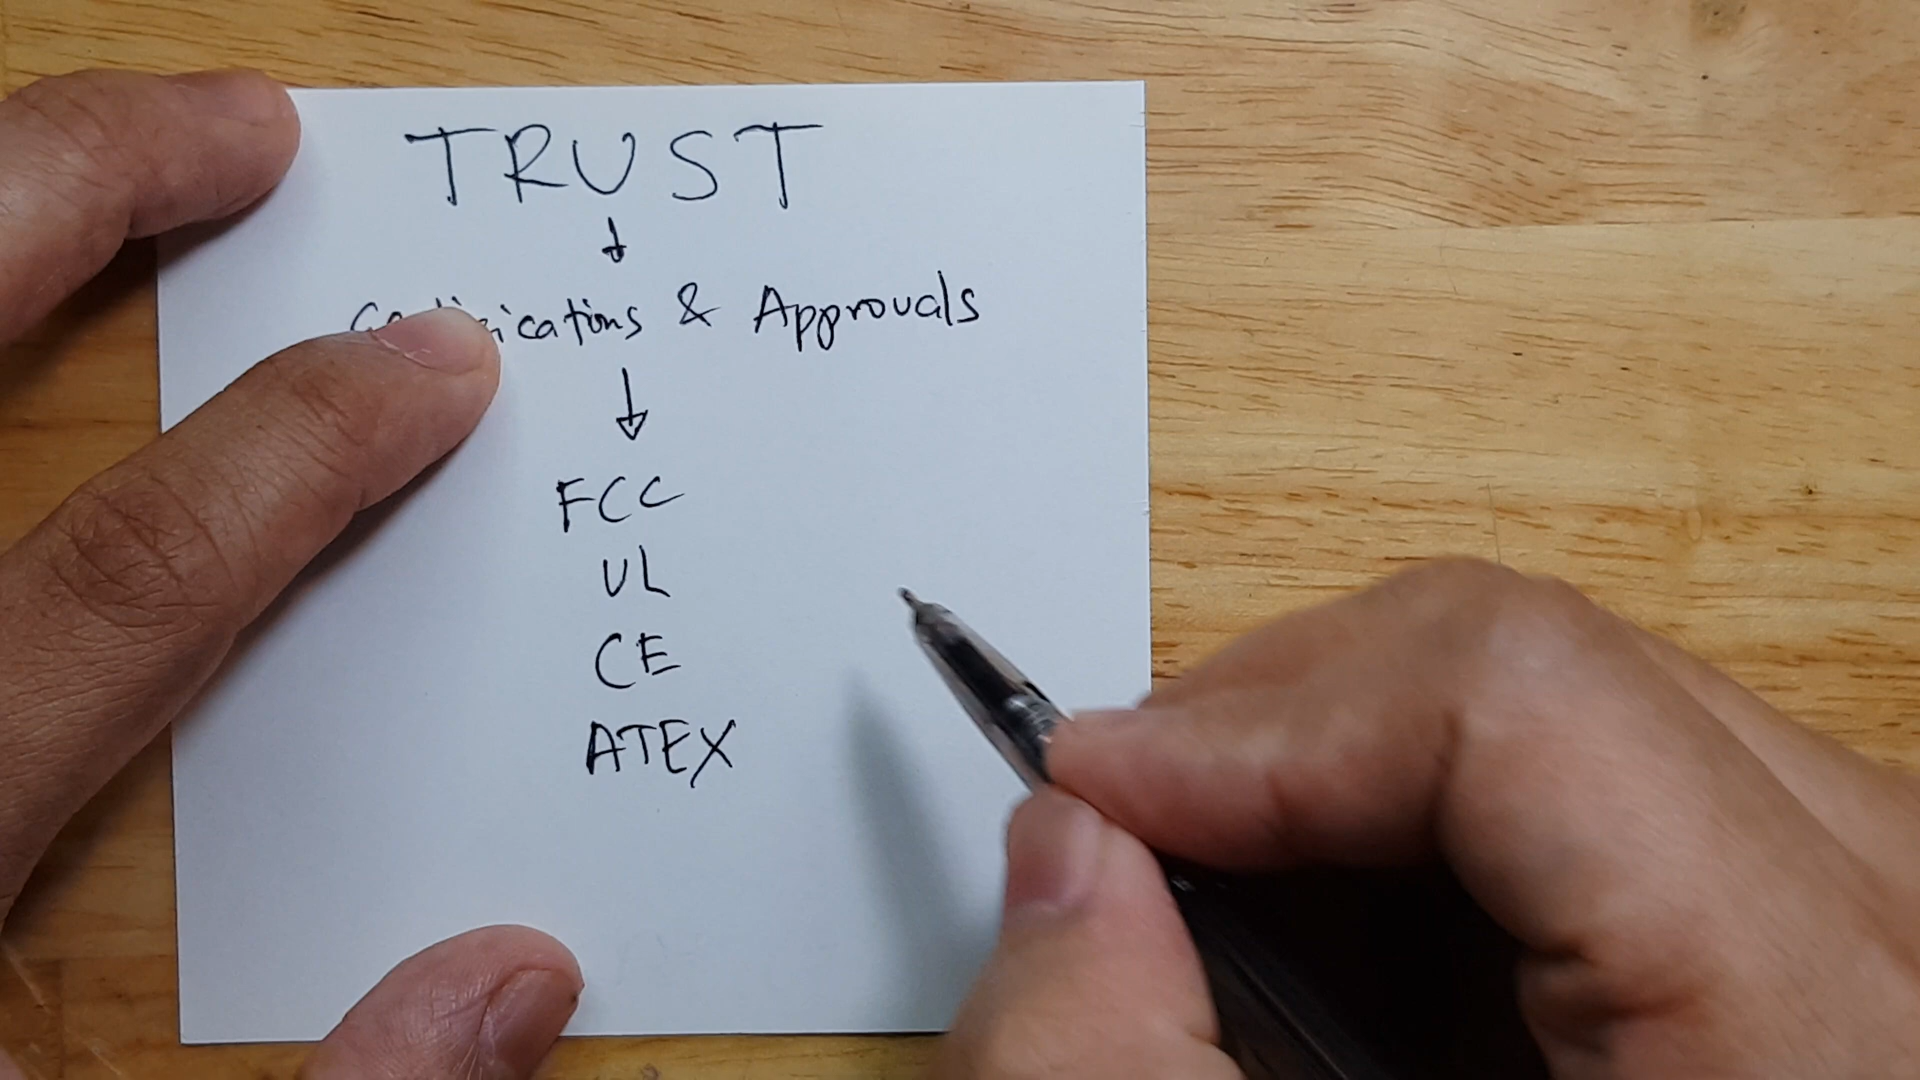 TRUST
& Approvals
FCC
UL
CE
ATEX